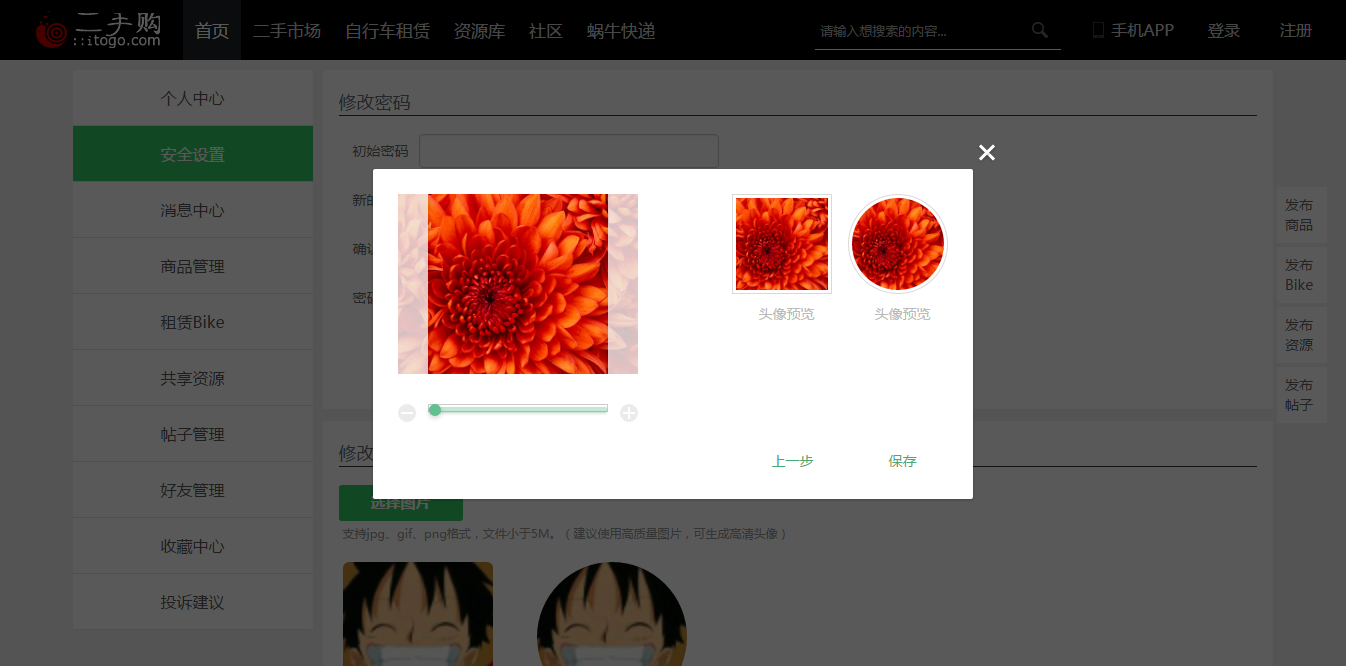 二手购
itogo.com
首页 二手市场 自行车租赁 资源库 社区 蜗牛快递
请输入想搜索的内容...
手机APP 登录 注册
个人中心
安全设置
消息中心
商品管理
租赁Bike
共享资源
帖子管理
好友管理
收藏中心
投诉建议
修改密码
初始密码
新的
确认
密码
头像预览 头像预览
上一步 保存
修改
选择图片
支持jpg、gif、png格式，文件小于5M。（建议使用高质量图片，可生成高清头像）
发布
商品
发布
Bike
发布
资源
发布
帖子